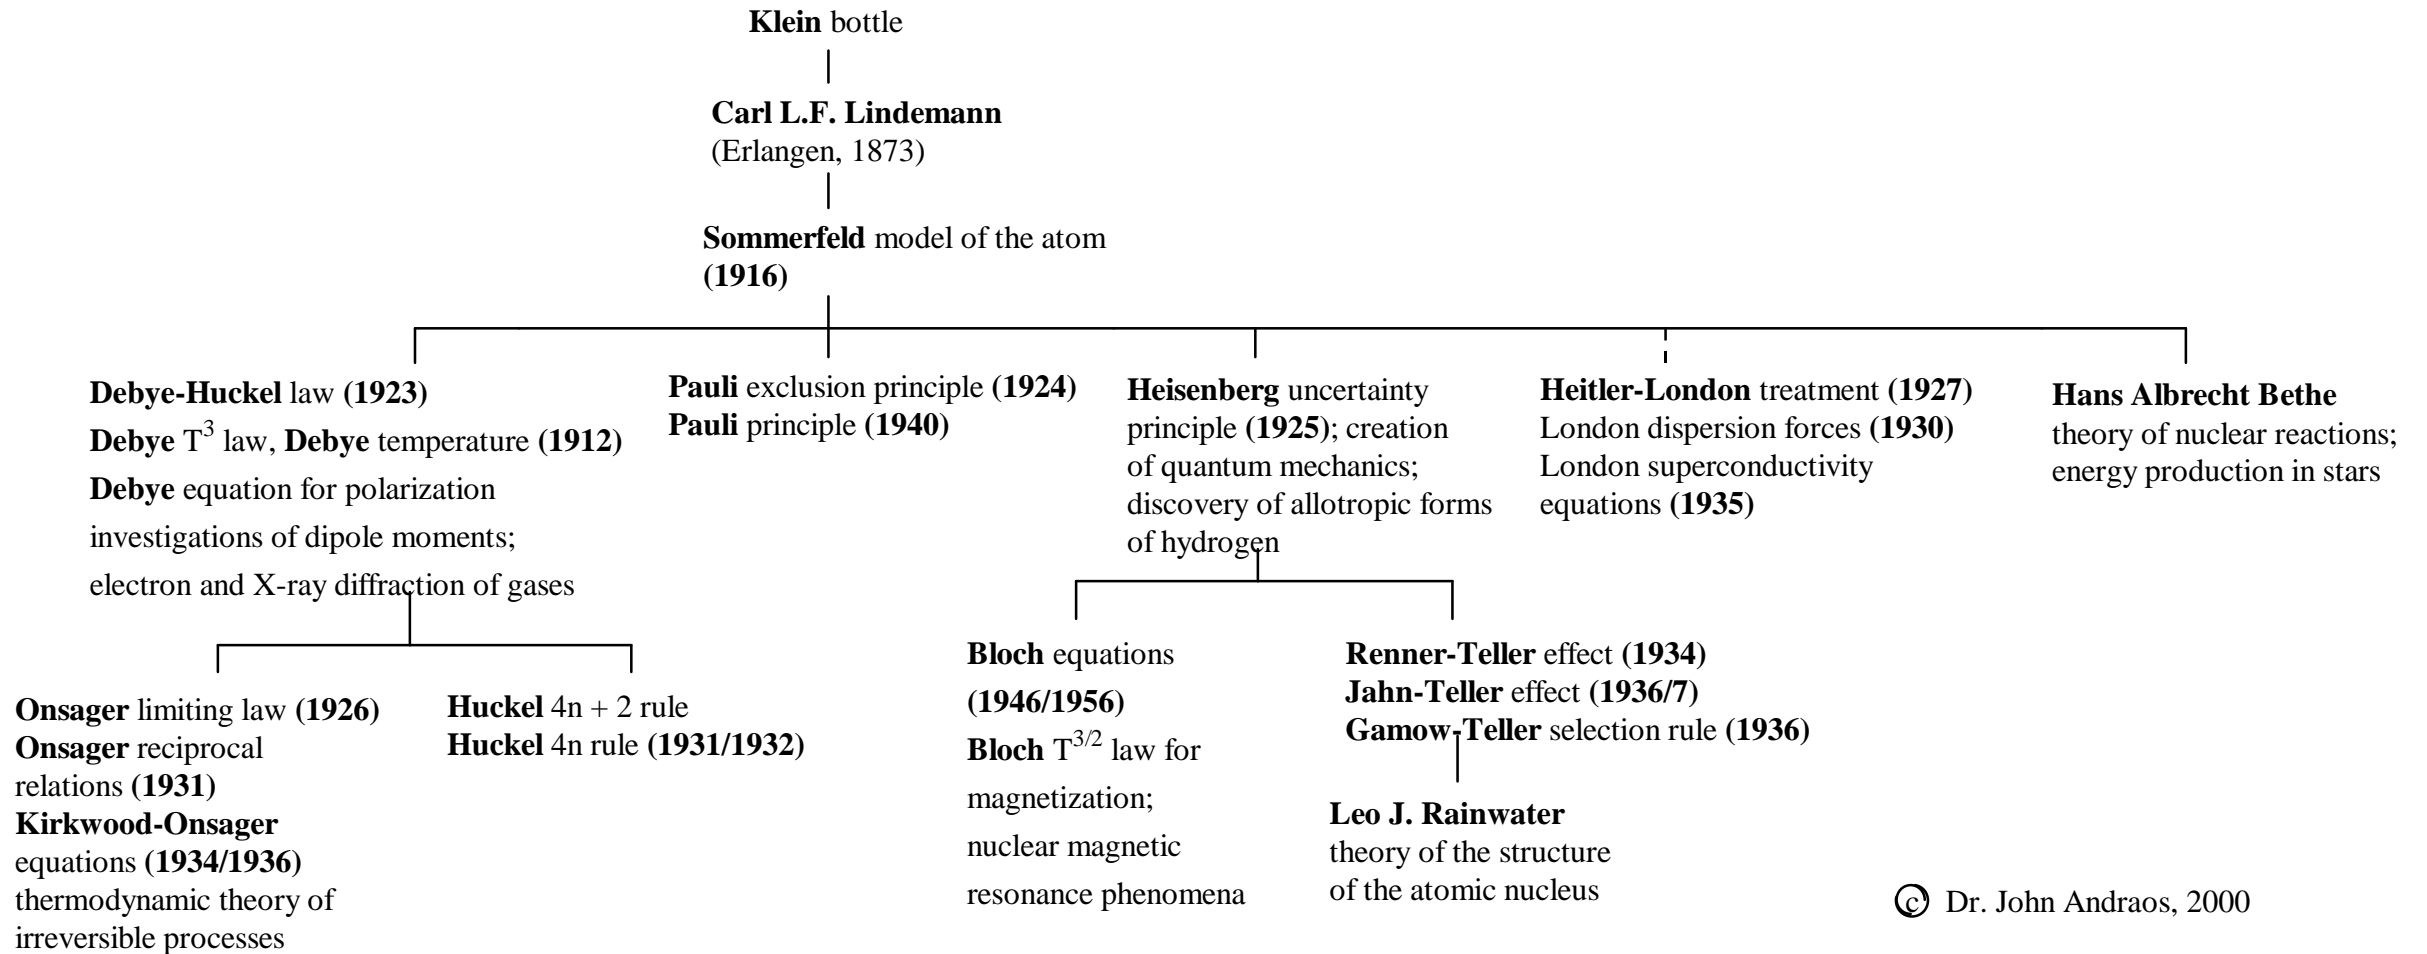 Klein bottle
Carl L.F. Lindemann
(Erlangen, 1873)
Sommerfeld model of the atom
(1916)
Debye-Huckel law (1923)
Debye T³ law, Debye temperature (1912)
Debye equation for polarization
investigations of dipole moments;
electron and X-ray diffraction of gases
Pauli exclusion principle (1924)
Pauli principle (1940)
Heisenberg uncertainty
principle (1925); creation
of quantum mechanics;
discovery of allotropic forms
of hydrogen
Heitler-London treatment (1927)
London dispersion forces (1930)
London superconductivity
equations (1935)
Hans Albrecht Bethe
theory of nuclear reactions;
energy production in stars
Onsager limiting law (1926)
Onsager reciprocal
relations (1931)
Kirkwood-Onsager
equations (1934/1936)
thermodynamic theory of
irreversible processes
Huckel 4n + 2 rule
Huckel 4n rule (1931/1932)
Bloch equations
(1946/1956)
Bloch T³/² law for
magnetization;
nuclear magnetic
resonance phenomena
Renner-Teller effect (1934)
Jahn-Teller effect (1936/7)
Gamow-Teller selection rule (1936)
Leo J. Rainwater
theory of the structure
of the atomic nucleus
© Dr. John Andraos, 2000